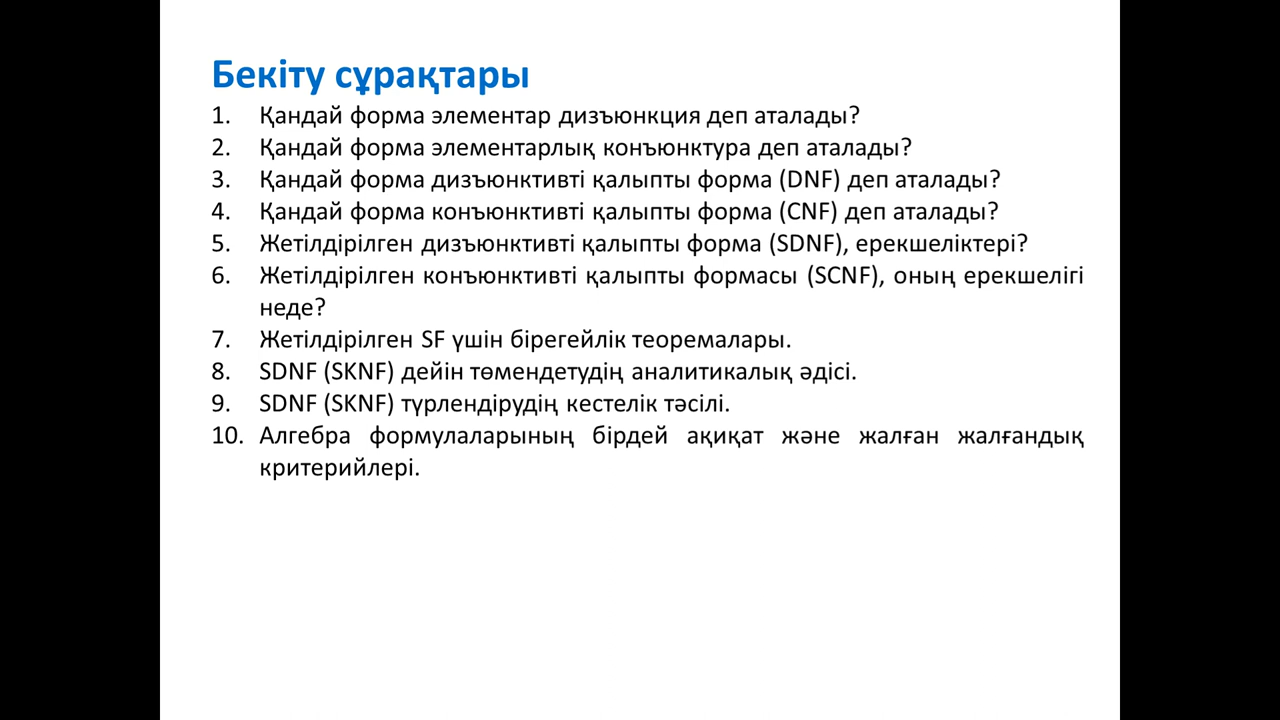 Бекіту сұрақтары
1. Қандай форма элементар дизъюнкция деп аталады?
2. Қандай форма элементарлық конъюнктура деп аталады?
3. Қандай форма дизъюнктивті қалыпты форма (DNF) деп аталады?
4. Қандай форма конъюнктивті қалыпты форма (CNF) деп аталады?
5. Жетілдірілген дизъюнктивті қалыпты форма (SDNF), ерекшеліктері?
6. Жетілдірілген конъюнктивті қалыпты формасы (SCNF), оның ерекшелігі
неде?
7. Жетілдірілген SF үшін бірегейлік теоремалары.
8. SDNF (SKNF) дейін төмендетудің аналитикалық әдісі.
9. SDNF (SKNF) түрлендірудің кестелік тәсілі.
10. Алгебра формулаларының бірдей ақиқат және жалған жалғандық
критерийлері.